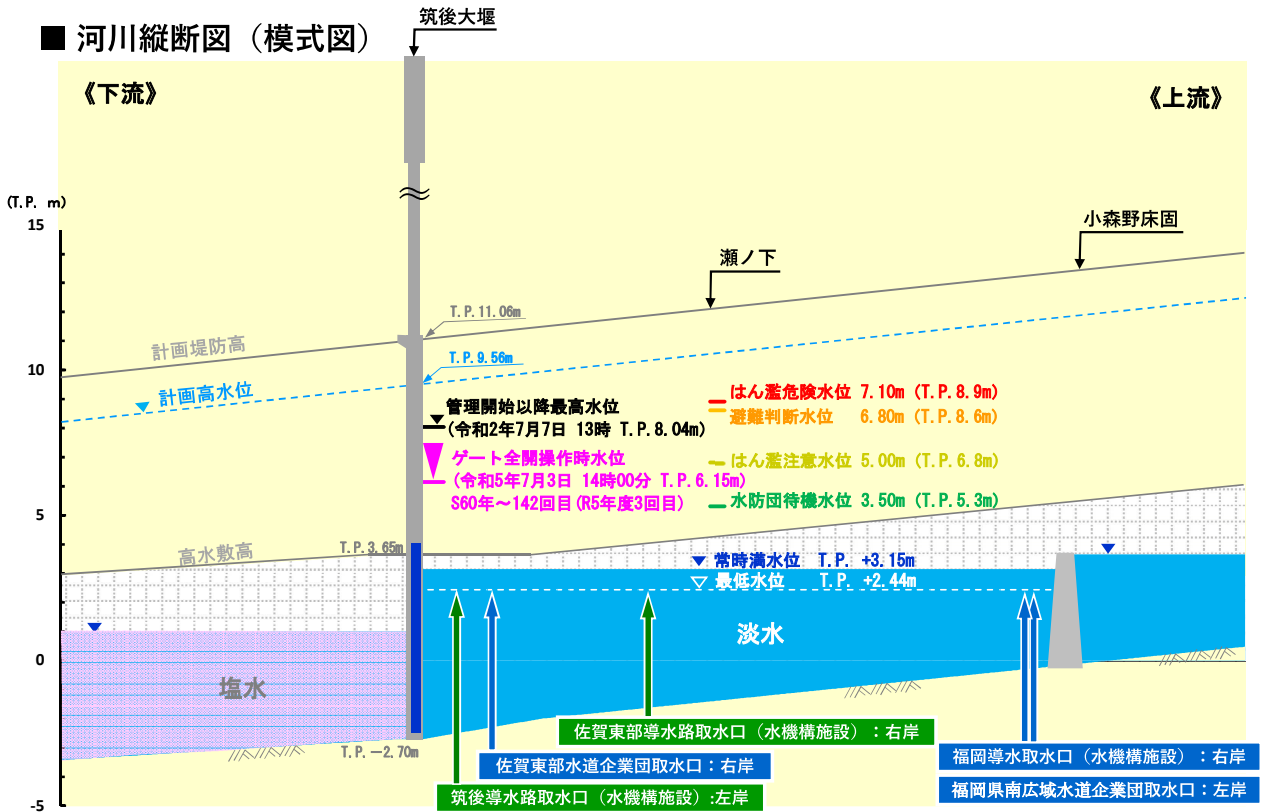 ■ 河川縦断図（模式図）
筑後大堰
《下流》
《上流》
(T.P. m)
15
10
5
0
-5
小森野床固
瀬ノ下
T.P.11.06m
計画堤防高
T.P.9.56m
計画高水位
はん濫危険水位 7.10m (T.P.8.9m)
避難判断水位 6.80m (T.P.8.6m)
管理開始以降最高水位
(令和2年7月7日 13時 T.P.8.04m)
ゲート全開操作時水位
(令和5年7月3日 14時00分 T.P.6.15m)
S60年～142回目(R5年度3回目)
はん濫注意水位 5.00m (T.P.6.8m)
水防団待機水位 3.50m (T.P.5.3m)
高水敷高
T.P.3.65m
常時満水位 T.P. +3.15m
最低水位 T.P. +2.44m
淡水
塩水
T.P.－2.70m
佐賀東部導水路取水口（水機構施設）：右岸
佐賀東部水道企業団取水口：右岸
筑後導水路取水口（水機構施設）:左岸
福岡導水取水口（水機構施設）：右岸
福岡県南広域水道企業団取水口：左岸